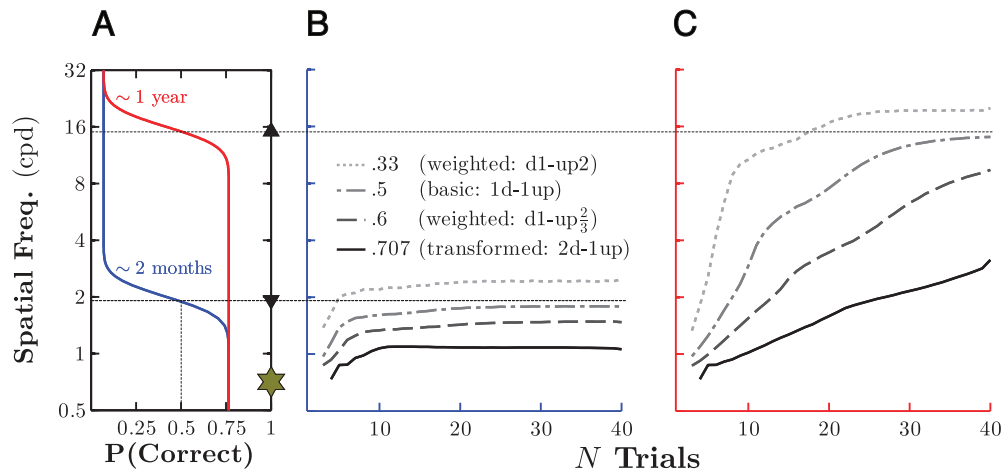 A
B
C
Spatial Freq. (cpd)
32
16
8
4
2
1
0.5
~ 1 year
~ 2 months
0.25
0.5
0.75
1
P(Correct)
.33 (weighted: d1-up2)
.5 (basic: 1d-1up)
.6 (weighted: d1-up2/3)
.707 (transformed: 2d-1up)
10
20
30
40
10
20
30
40
N Trials